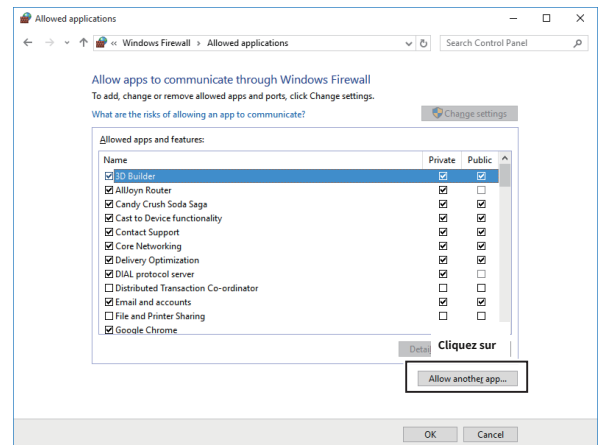 Allowed applications
« Windows Firewall > Allowed applications
Search Control Panel
Allow apps to communicate through Windows Firewall
To add, change or remove allowed apps and ports, click Change settings.
What are the risks of allowing an app to communicate?
Change settings
Allowed apps and features:
Name Private Public
3D Builder
AllJoyn Router
Candy Crush Soda Saga
Cast to Device functionality
Contact Support
Core Networking
Delivery Optimization
DIAL protocol server
Distributed Transaction Co-ordinator
Email and accounts
File and Printer Sharing
Google Chrome
Detai
Cliquez sur
Allow another app...
OK Cancel